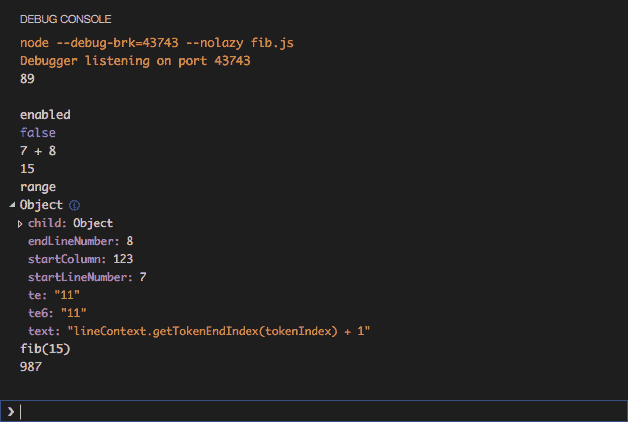 DEBUG CONSOLE
node --debug-brk=43743 --nolazy fib.js
Debugger listening on port 43743
89
enabled
false
7 + 8
15
range
Object
child: Object
endLineNumber: 8
startColumn: 123
startLineNumber: 7
te: "11"
te6: "11"
text: "lineContext.getTokenEndIndex(tokenIndex) + 1"
fib(15)
987